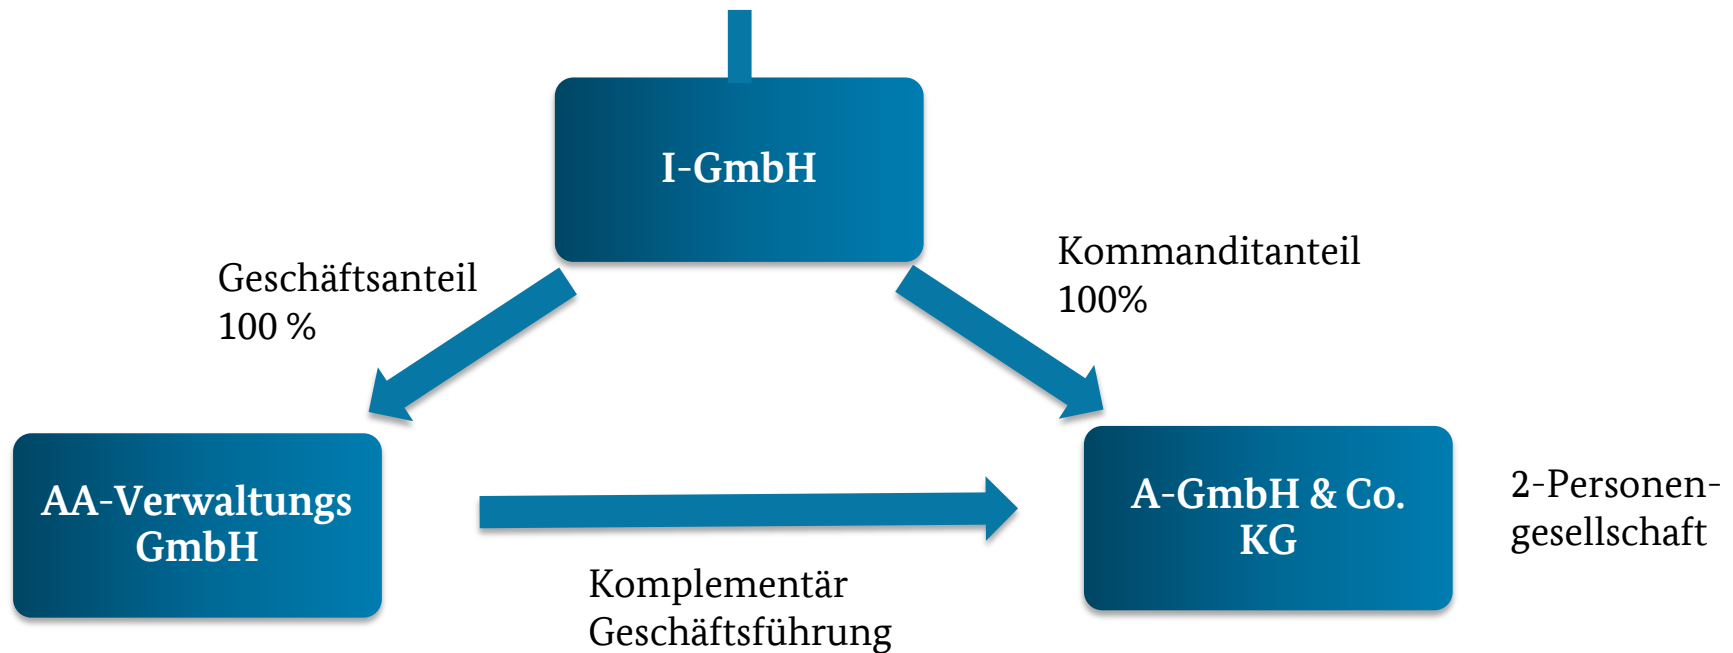 I-GmbH
Geschäftsanteil
100 %
Kommanditanteil
100%
AA-Verwaltungs
GmbH
Komplementär
Geschäftsführung
A-GmbH & Co.
KG
2-Personen-
gesellschaft